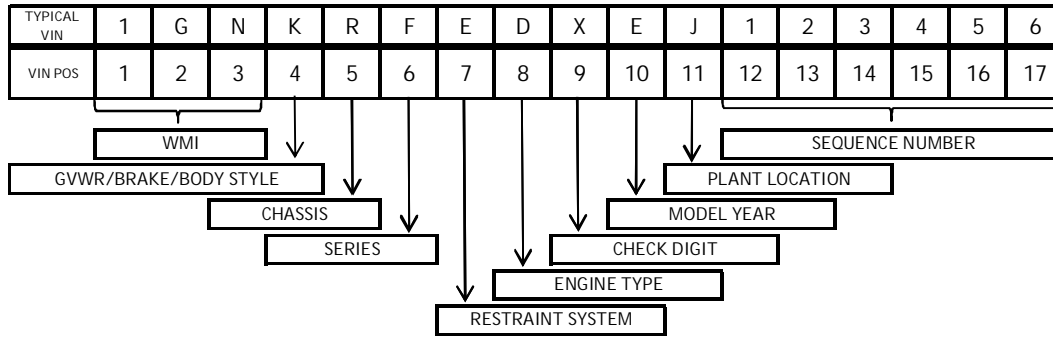 TYPICAL VIN 1 G N K R F E D X E J 1 2 3 4 5 6
VIN POS 1 2 3 4 5 6 7 8 9 10 11 12 13 14 15 16 17
WMI SEQUENCE NUMBER
GVWR/BRAKE/BODY STYLE PLANT LOCATION
CHASSIS MODEL YEAR
SERIES CHECK DIGIT
ENGINE TYPE
RESTRAINT SYSTEM